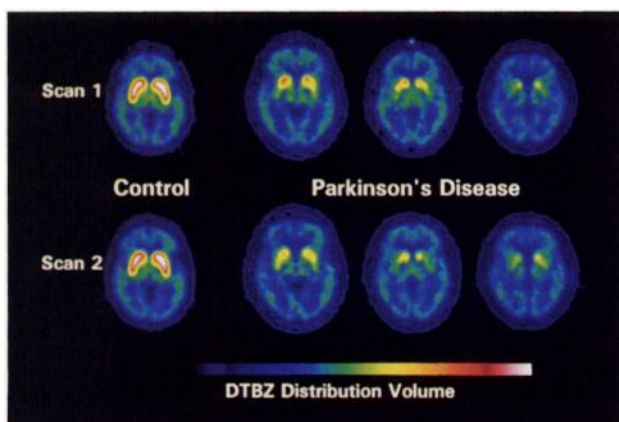 Scan 1
Control
Parkinson's Disease
Scan 2
DTBZ Distribution Volume